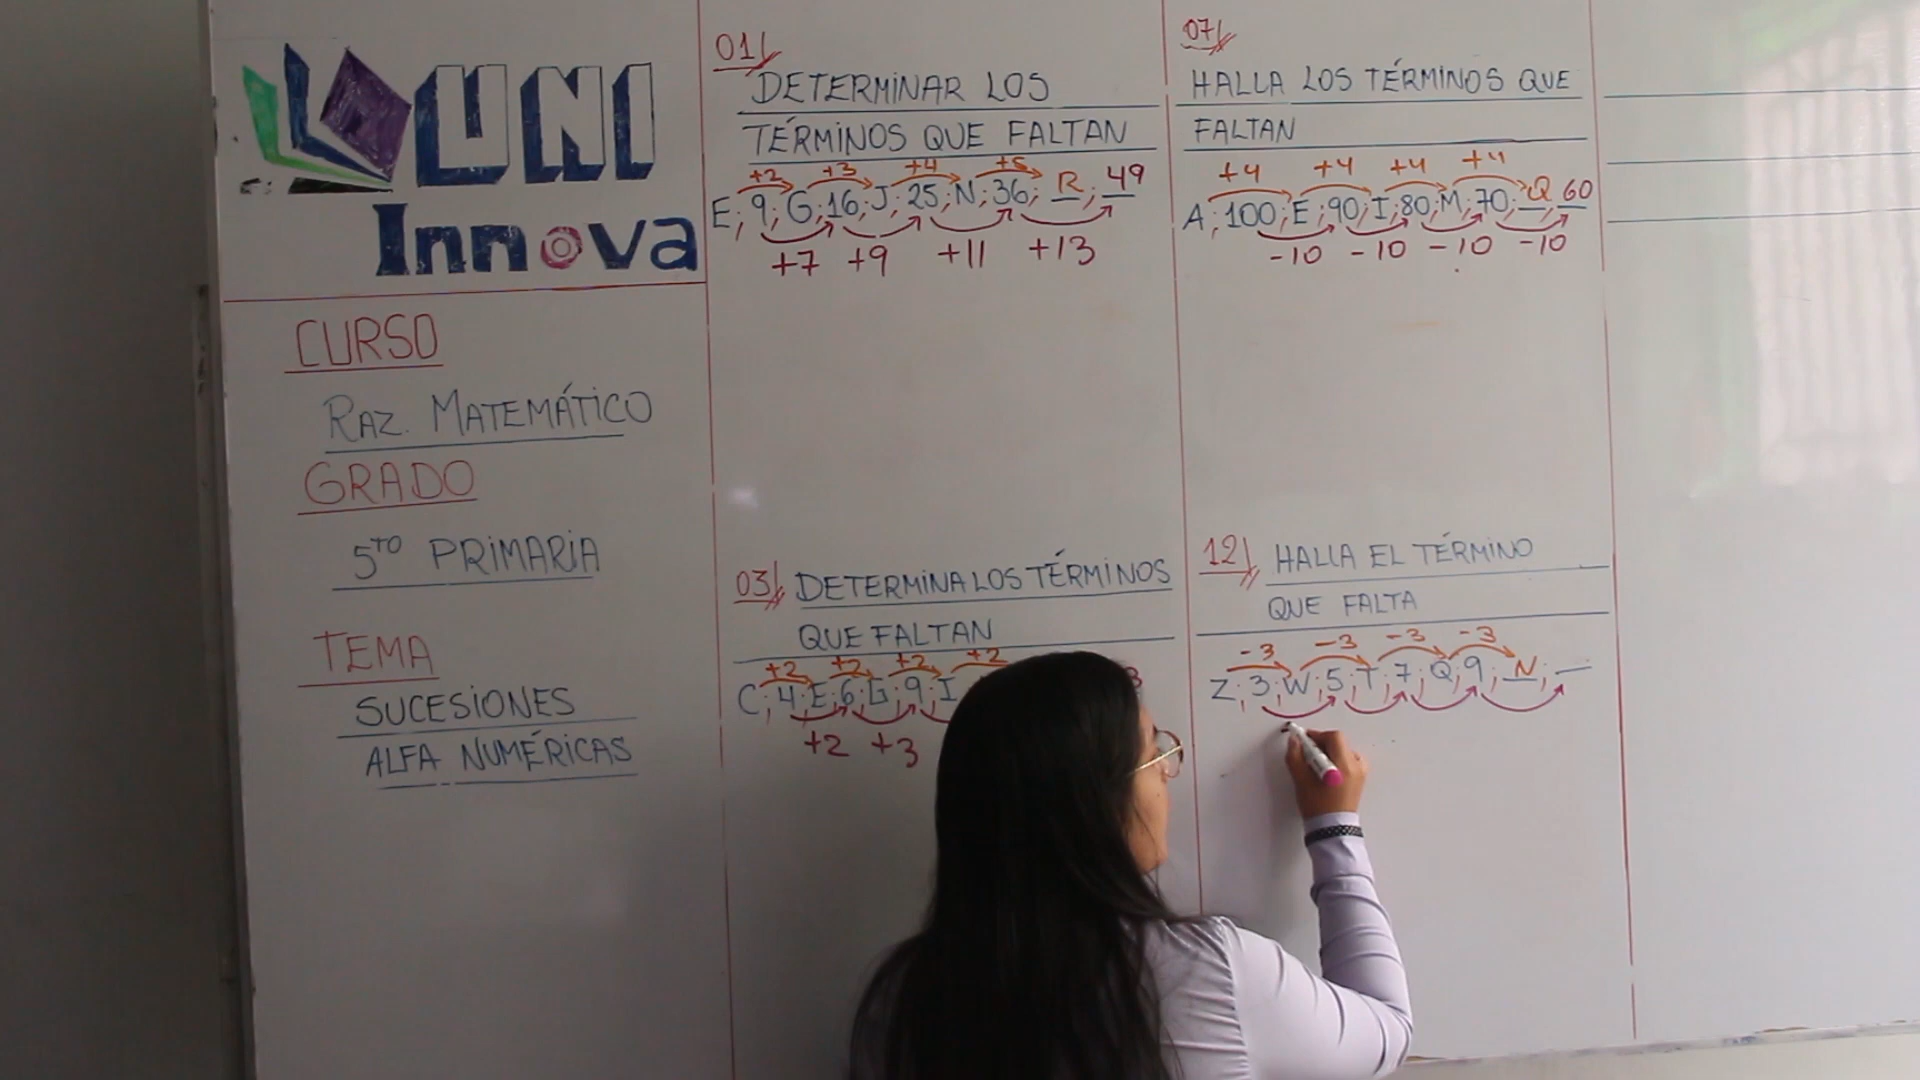 UNI
Innova
CURSO
RAZ. MATEMÁTICO
GRADO
5TO PRIMARIA
TEMA
SUCESIONES
ALFA NUMÉRICAS
01/
DETERMINAR LOS
TÉRMINOS QUE FALTAN
+2 +3 +4 +5
E; 9; G; 16; J; 25; N; 36; R; 49
+7 +9 +11 +13
03/ DETERMINA LOS TÉRMINOS
QUE FALTAN
+2 +2 +2 +2
C; 4; E; 6; G; 9; I
+2 +3
07/
HALLA LOS TÉRMINOS QUE
FALTAN
+4 +4 +4 +4
A; 100; E; 90; I; 80; M; 70; Q; 60
-10 -10 -10 -10
12/ HALLA EL TÉRMINO
QUE FALTA
-3 -3 -3 -3
Z; 3; W; 5; T; 7; Q; 9; N; __